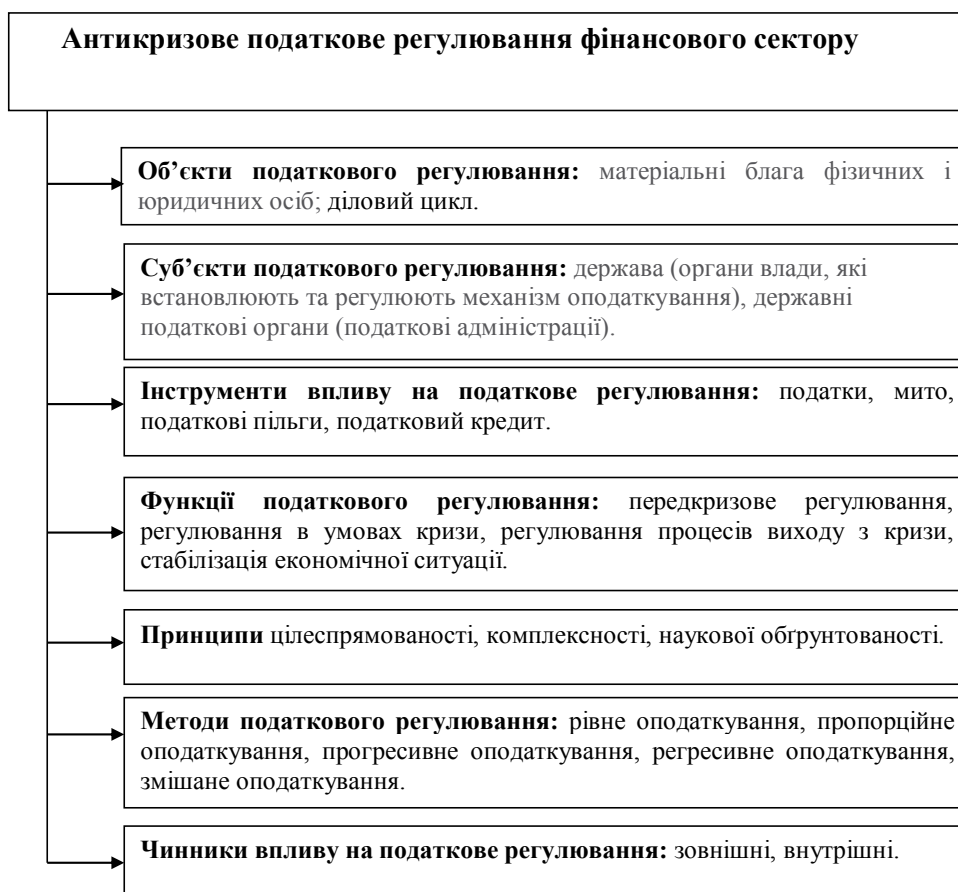 Антикризове податкове регулювання фінансового сектору
Об’єкти податкового регулювання: матеріальні блага фізичних і
юридичних осіб; діловий цикл.
Суб’єкти податкового регулювання: держава (органи влади, які
встановлюють та регулюють механізм оподаткування), державні
податкові органи (податкові адміністрації).
Інструменти впливу на податкове регулювання: податки, мито,
податкові пільги, податковий кредит.
Функції податкового регулювання: передкризове регулювання,
регулювання в умовах кризи, регулювання процесів виходу з кризи,
стабілізація економічної ситуації.
Принципи цілеспрямованості, комплексності, наукової обґрунтованості.
Методи податкового регулювання: рівне оподаткування, пропорційне
оподаткування, прогресивне оподаткування, регресивне оподаткування,
змішане оподаткування.
Чинники впливу на податкове регулювання: зовнішні, внутрішні.